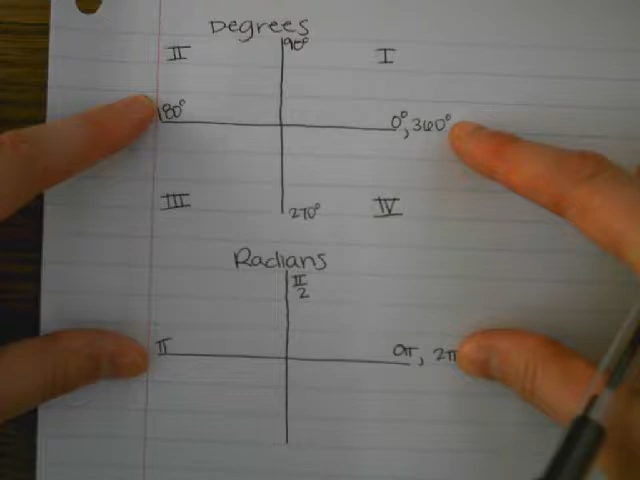 Degrees
90°
II I
180° 0°, 360°
III IV
270°
Radians
π/2
π 0π, 2π